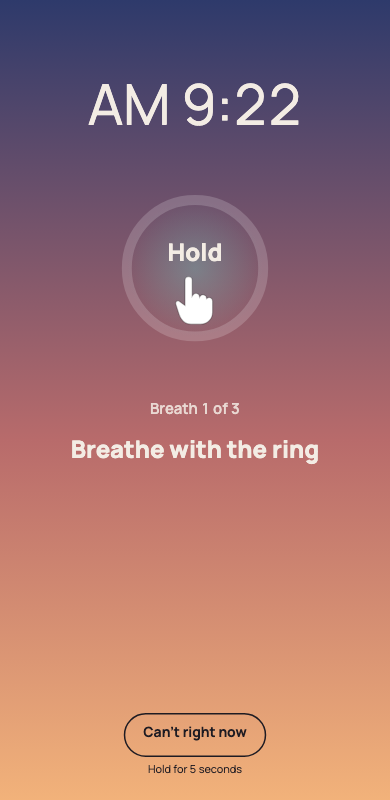 AM 9:22
Hold
Breath 1 of 3
Breathe with the ring
Can't right now
Hold for 5 seconds